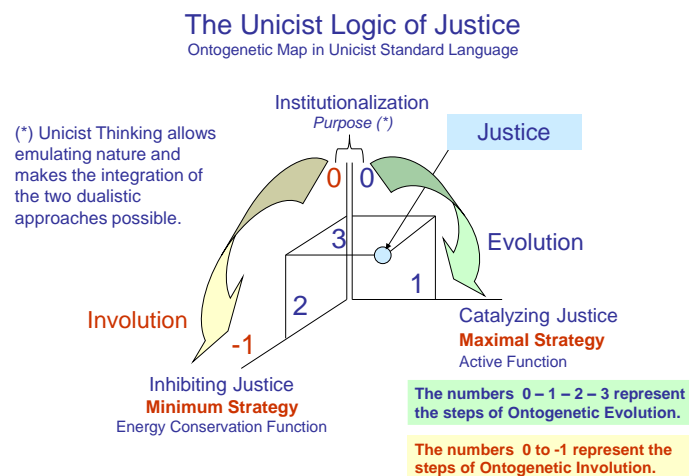 The Unicist Logic of Justice
Ontogenetic Map in Unicist Standard Language
Institutionalization
Purpose (*)
(*) Unicist Thinking allows
emulating nature and
makes the integration of
the two dualistic
approaches possible.
Justice
0 0
3
Evolution
1
2
Involution
-1
Catalyzing Justice
Maximal Strategy
Active Function
Inhibiting Justice
Minimum Strategy
Energy Conservation Function
The numbers 0 – 1 – 2 – 3 represent
the steps of Ontogenetic Evolution.
The numbers 0 to -1 represent the
steps of Ontogenetic Involution.